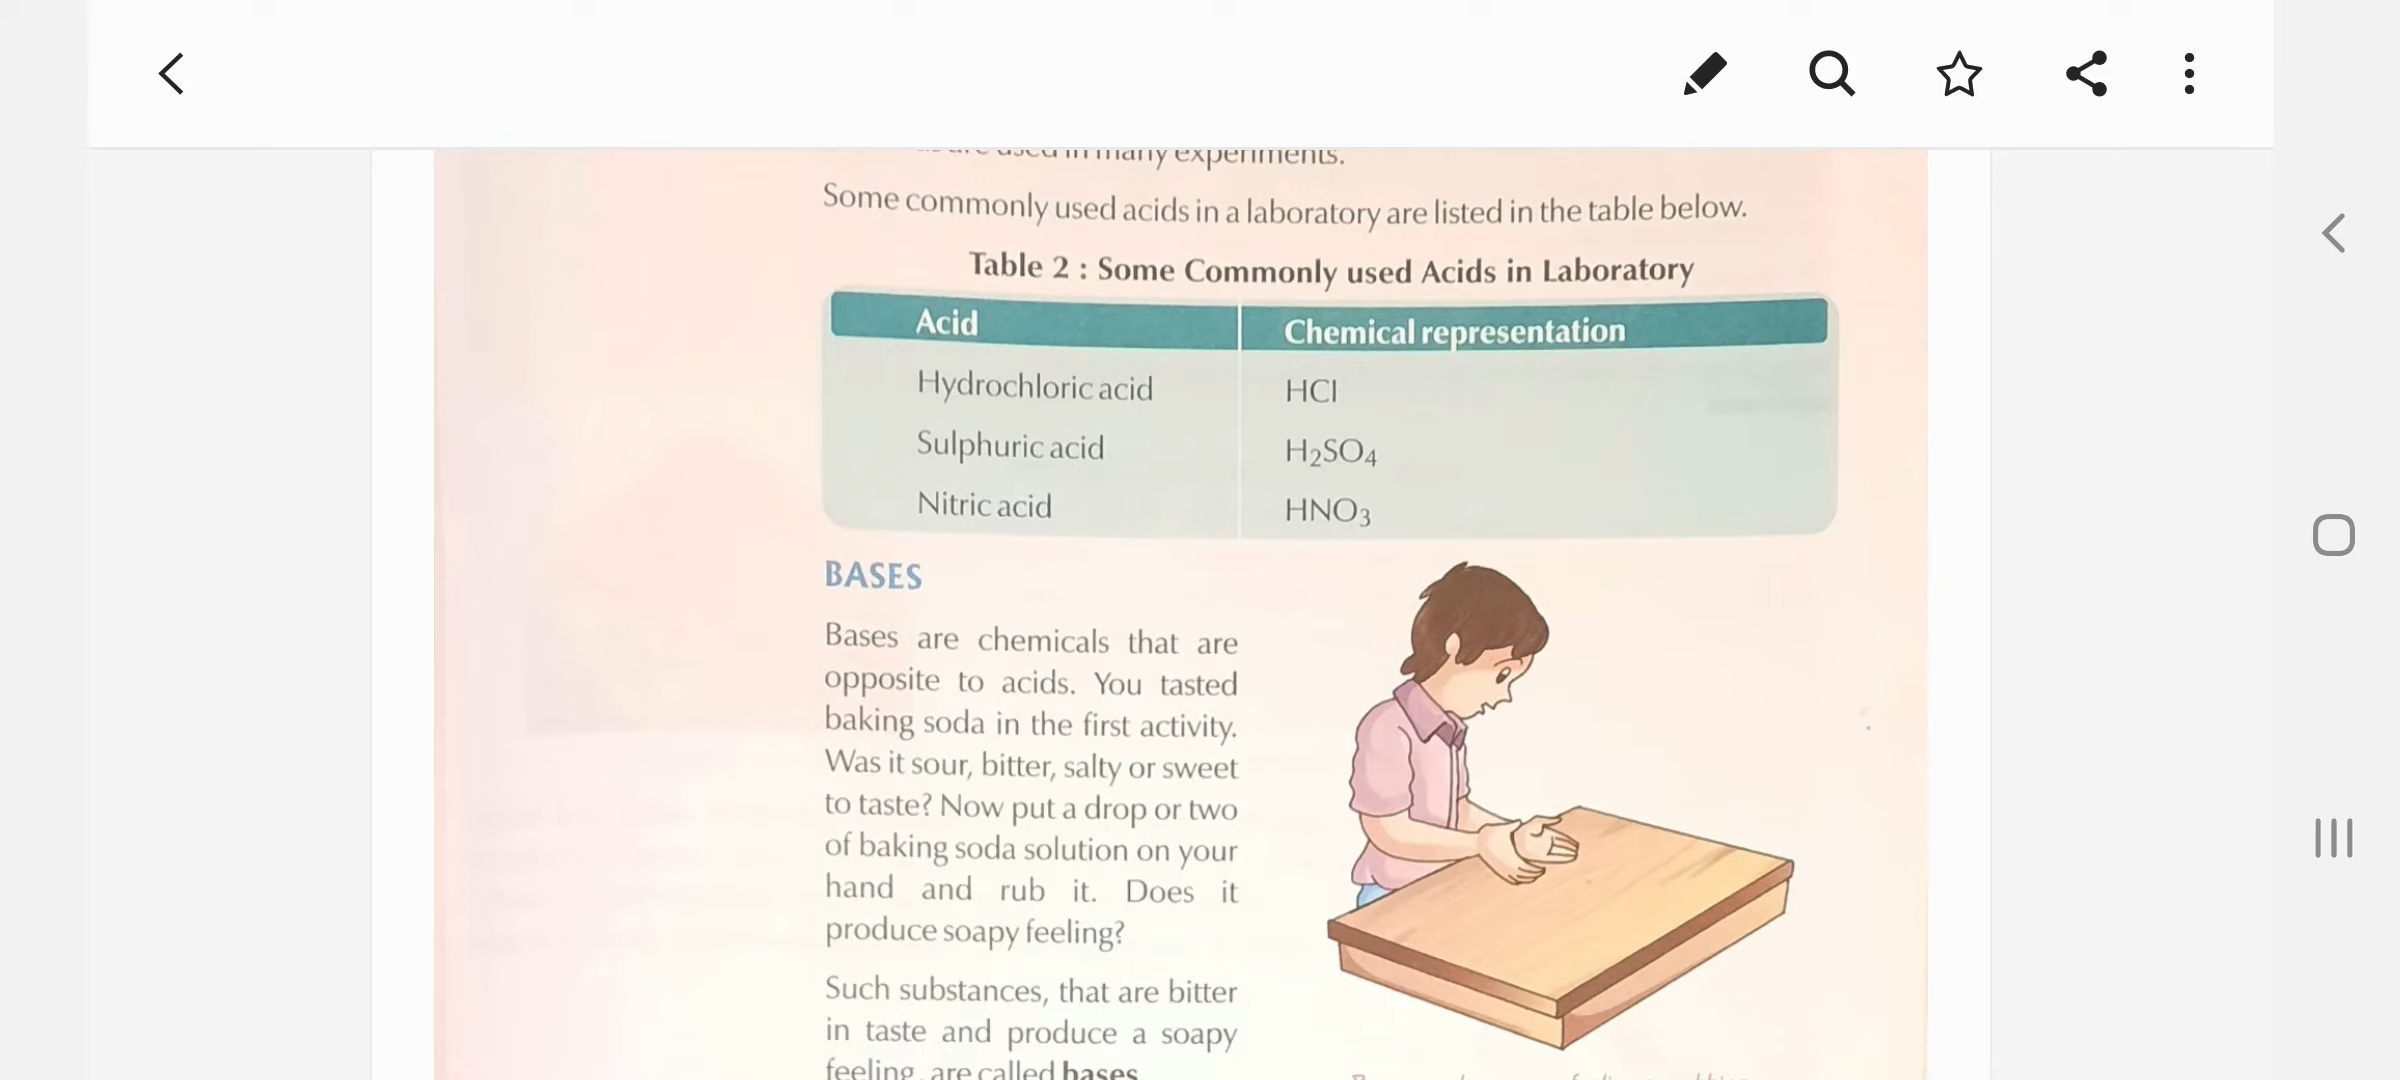 used in many experiments.
Some commonly used acids in a laboratory are listed in the table below.
Table 2 : Some Commonly used Acids in Laboratory
Acid Chemical representation
Hydrochloric acid HCl
Sulphuric acid H₂SO₄
Nitric acid HNO₃
BASES
Bases are chemicals that are
opposite to acids. You tasted
baking soda in the first activity.
Was it sour, bitter, salty or sweet
to taste? Now put a drop or two
of baking soda solution on your
hand and rub it. Does it
produce soapy feeling?
Such substances, that are bitter
in taste and produce a soapy
feeling, are called bases